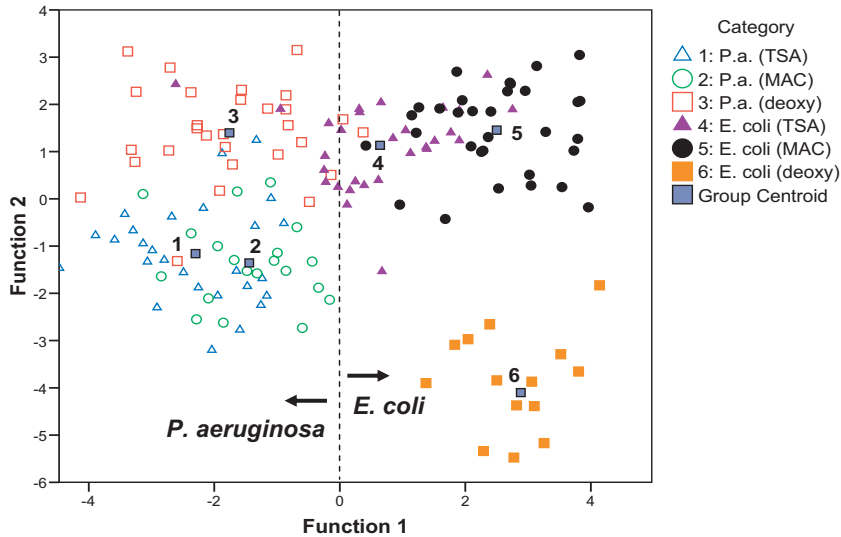 4
3
2
1
0
-1
-2
-3
-4
-5
-6
-4
-2
0
2
4
Function 2
Function 1
3
4
5
1
2
6
E. coli
P. aeruginosa
Category
1: P.a. (TSA)
2: P.a. (MAC)
3: P.a. (deoxy)
4: E. coli (TSA)
5: E. coli (MAC)
6: E. coli (deoxy)
Group Centroid